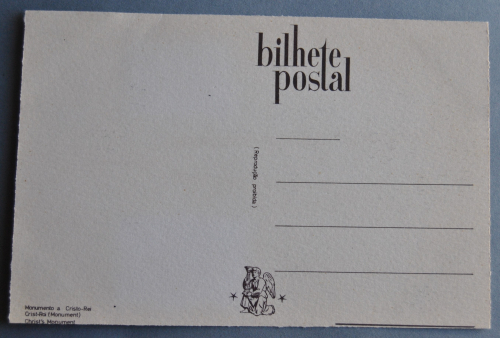 bilhete
postal
( Reprodução proibida )
Monumento a Cristo-Rei
Crist-Roi (Monument)
Christ's Monument